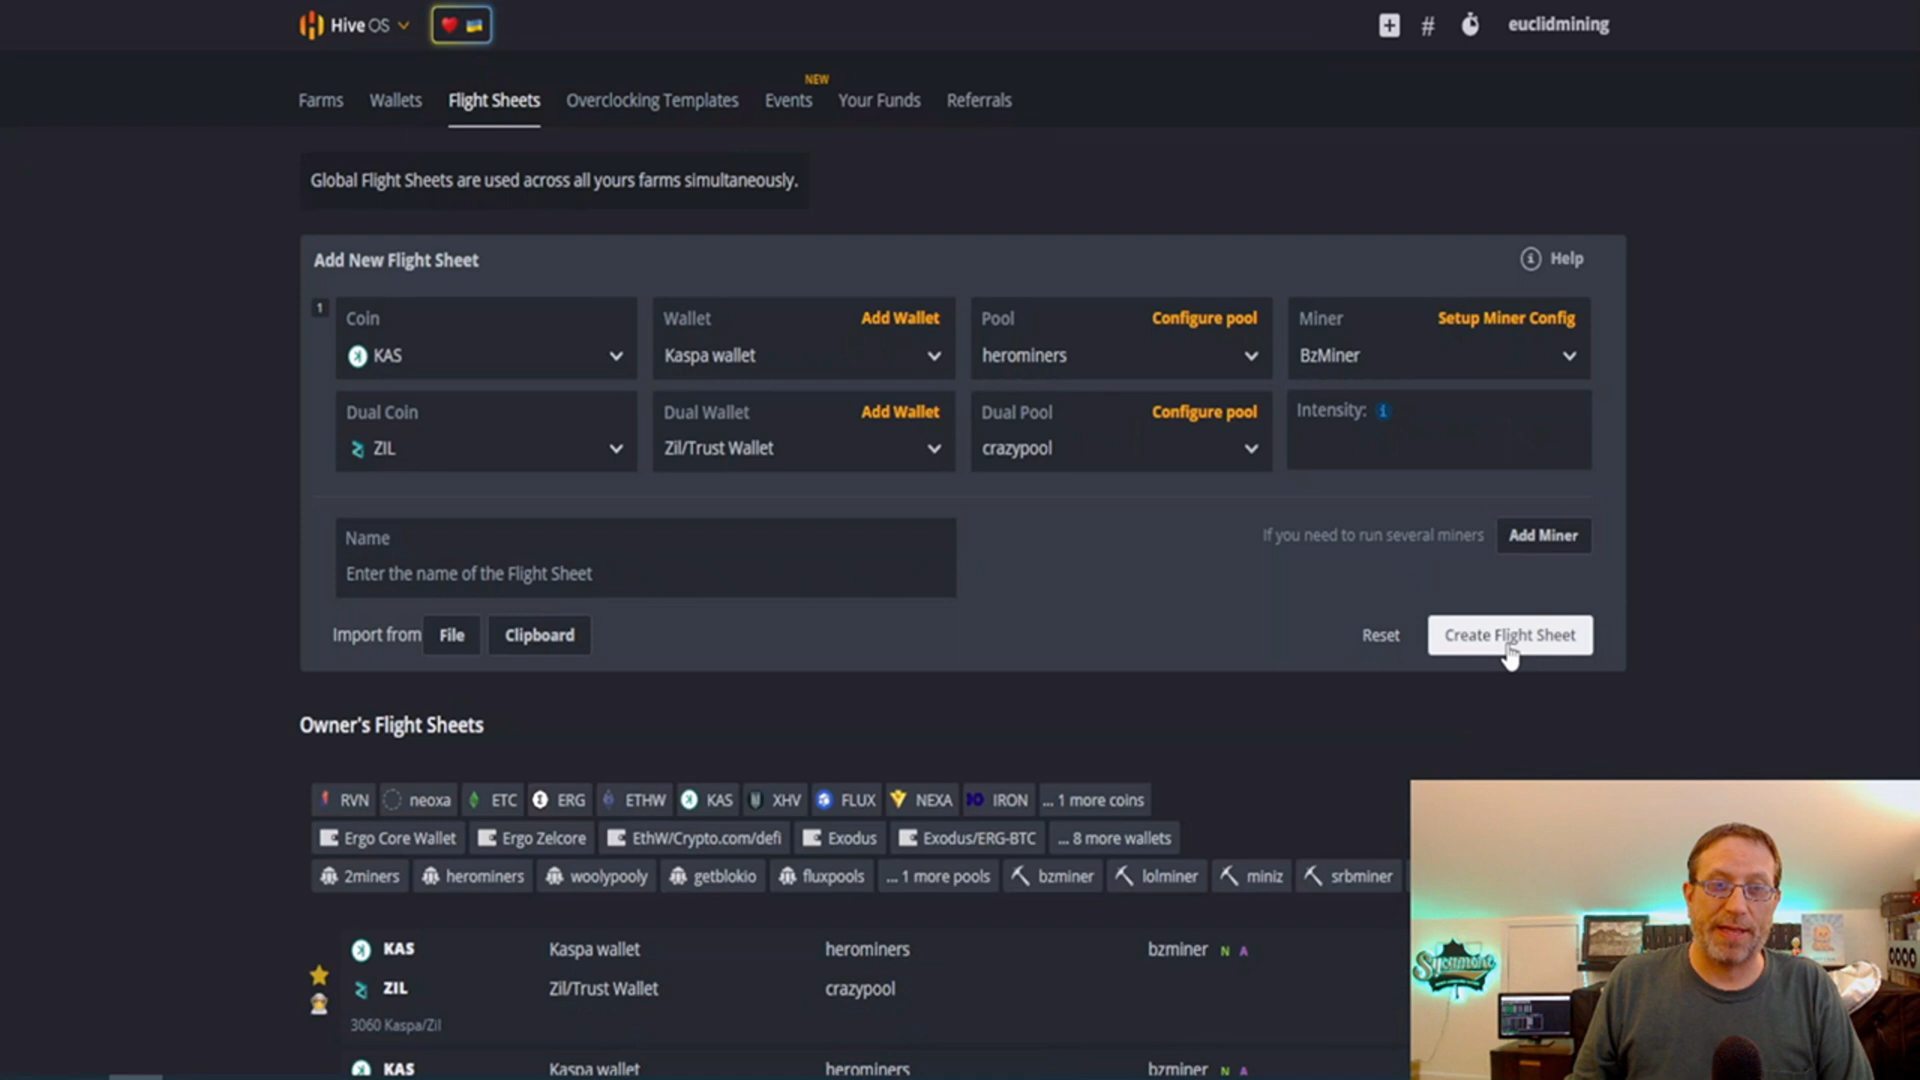 Hive OS
euclidmining
NEW
Farms Wallets Flight Sheets Overclocking Templates Events Your Funds Referrals
Global Flight Sheets are used across all yours farms simultaneously.
Add New Flight Sheet
Help
1
Coin
KAS
Wallet Add Wallet
Kaspa wallet
Pool Configure pool
herominers
Miner Setup Miner Config
BzMiner
Dual Coin
ZIL
Dual Wallet Add Wallet
Zil/Trust Wallet
Dual Pool Configure pool
crazypool
Intensity:
Name
Enter the name of the Flight Sheet
If you need to run several miners Add Miner
Import from File Clipboard
Reset Create Flight Sheet
Owner's Flight Sheets
RVN neoxa ETC ERG ETHW KAS XHV FLUX NEXA IRON ... 1 more coins
Ergo Core Wallet Ergo Zelcore EthW/Crypto.com/defi Exodus Exodus/ERG-BTC ... 8 more wallets
2miners herominers woolypooly getblokio fluxpools ... 1 more pools bzminer lolminer miniz srbminer
KAS Kaspa wallet herominers bzminer N A
ZIL Zil/Trust Wallet crazypool
3060 Kaspa/Zil
KAS Kaspa wallet herominers bzminer N A
Sycamore